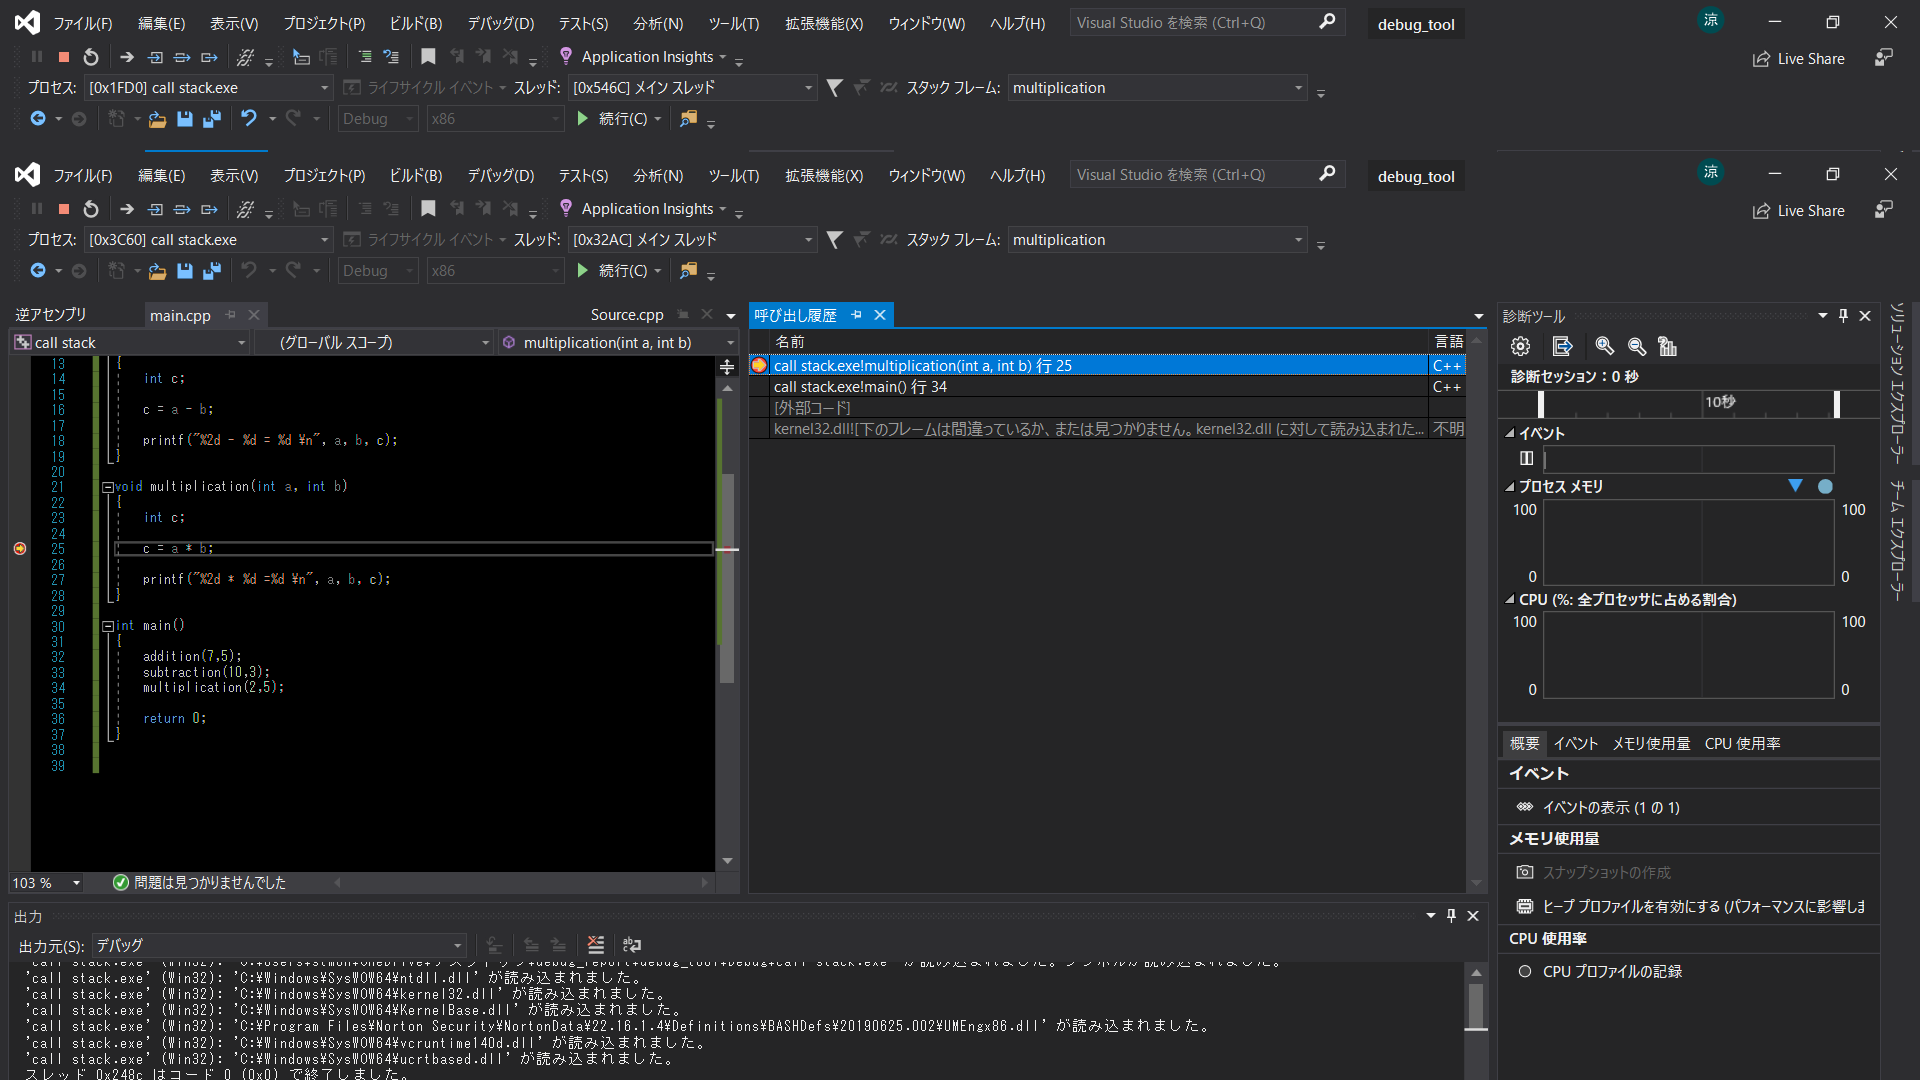 ファイル(F) 編集(E) 表示(V) プロジェクト(P) ビルド(B) デバッグ(D) テスト(S) 分析(N) ツール(T) 拡張機能(X) ウィンドウ(W) ヘルプ(H) Visual Studio を検索 (Ctrl+Q) debug_tool 涼
Application Insights Live Share
プロセス: [0x1FD0] call stack.exe ライフサイクル イベント スレッド: [0x546C] メイン スレッド スタック フレーム: multiplication
Debug x86 続行(C)
ファイル(F) 編集(E) 表示(V) プロジェクト(P) ビルド(B) デバッグ(D) テスト(S) 分析(N) ツール(T) 拡張機能(X) ウィンドウ(W) ヘルプ(H) Visual Studio を検索 (Ctrl+Q) debug_tool 涼
Application Insights Live Share
プロセス: [0x3C60] call stack.exe ライフサイクル イベント スレッド: [0x32AC] メイン スレッド スタック フレーム: multiplication
Debug x86 続行(C)
逆アセンブリ main.cpp Source.cpp
call stack (グローバル スコープ) multiplication(int a, int b)
13 {
14 int c;
15
16 c = a - b;
17
18 printf("%2d - %d = %d ¥n", a, b, c);
19 }
20
21 void multiplication(int a, int b)
22 {
23 int c;
24
25 c = a * b;
26
27 printf("%2d * %d =%d ¥n", a, b, c);
28 }
29
30 int main()
31 {
32 addition(7,5);
33 subtraction(10,3);
34 multiplication(2,5);
35
36 return 0;
37 }
38
39
103 % 問題は見つかりませんでした
呼び出し履歴
名前 言語
call stack.exe!multiplication(int a, int b) 行 25 C++
call stack.exe!main() 行 34 C++
[外部コード]
kernel32.dll![下のフレームは間違っているか、または見つかりません。kernel32.dll に対して読み込まれた... 不明
診断ツール
診断セッション：0 秒
10秒
イベント
プロセス メモリ
100 100
0 0
CPU (%: 全プロセッサに占める割合)
100 100
0 0
概要 イベント メモリ使用量 CPU 使用率
イベント
イベントの表示 (1 の 1)
メモリ使用量
スナップショットの作成
ヒープ プロファイルを有効にする (パフォーマンスに影響しま
CPU 使用率
CPU プロファイルの記録
ソリューション エクスプローラー
チーム エクスプローラー
出力
出力元(S): デバッグ
'call stack.exe' (Win32): 'C:¥Windows¥SysWOW64¥ntdll.dll' が読み込まれました。
'call stack.exe' (Win32): 'C:¥Windows¥SysWOW64¥kernel32.dll' が読み込まれました。
'call stack.exe' (Win32): 'C:¥Windows¥SysWOW64¥KernelBase.dll' が読み込まれました。
'call stack.exe' (Win32): 'C:¥Program Files¥Norton Security¥NortonData¥22.16.1.4¥Definitions¥BASHDefs¥20190625.002¥UMEngx86.dll' が読み込まれました。
'call stack.exe' (Win32): 'C:¥Windows¥SysWOW64¥vcruntime140d.dll' が読み込まれました。
'call stack.exe' (Win32): 'C:¥Windows¥SysWOW64¥ucrtbased.dll' が読み込まれました。
スレッド 0x248c はコード 0 (0x0) で終了しました。